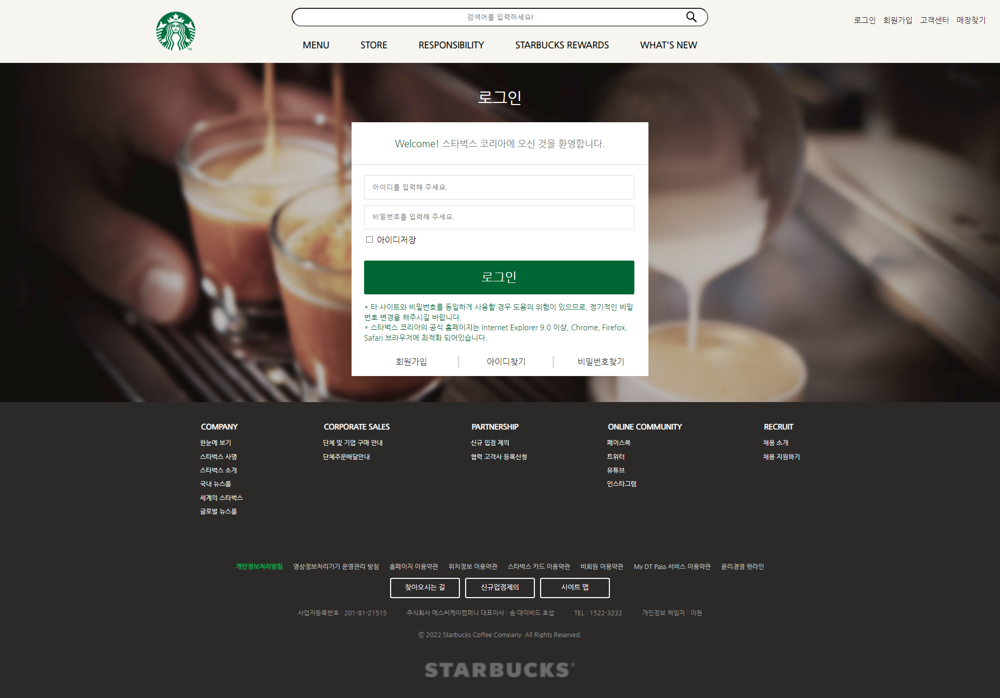 검색어를 입력하세요!
로그인 회원가입 고객센터 매장찾기
MENU STORE RESPONSIBILITY STARBUCKS REWARDS WHAT'S NEW
로그인
Welcome! 스타벅스 코리아에 오신 것을 환영합니다.
아이디를 입력해 주세요.
비밀번호를 입력해 주세요.
아이디저장
로그인
* 타 사이트와 비밀번호를 동일하게 사용할 경우 도용의 위험이 있으므로, 정기적인 비밀
번호 변경을 해주시길 바랍니다.
* 스타벅스 코리아의 공식 홈페이지는 Internet Explorer 9.0 이상, Chrome, Firefox,
Safari 브라우저에 최적화 되어있습니다.
회원가입 아이디찾기 비밀번호찾기
COMPANY
한눈에 보기
스타벅스 사명
스타벅스 소개
국내 뉴스룸
세계의 스타벅스
글로벌 뉴스룸
CORPORATE SALES
단체 및 기업 구매 안내
단체주문배달안내
PARTNERSHIP
신규 입점 제의
협력 고객사 등록신청
ONLINE COMMUNITY
페이스북
트위터
유튜브
인스타그램
RECRUIT
채용 소개
채용 지원하기
개인정보처리방침 영상정보처리기기 운영관리 방침 홈페이지 이용약관 위치정보 이용약관 스타벅스 카드 이용약관 비회원 이용약관 My DT Pass 서비스 이용약관 윤리경영 핫라인
찾아오시는 길 신규입점제의 사이트 맵
사업자등록번호 : 201-81-21515 주식회사 에스씨케이컴퍼니 대표이사 : 송 데이비드 호섭 TEL : 1522-3232 개인정보 책임자 : 이현
ⓒ 2022 Starbucks Coffee Company. All Rights Reserved.
STARBUCKS